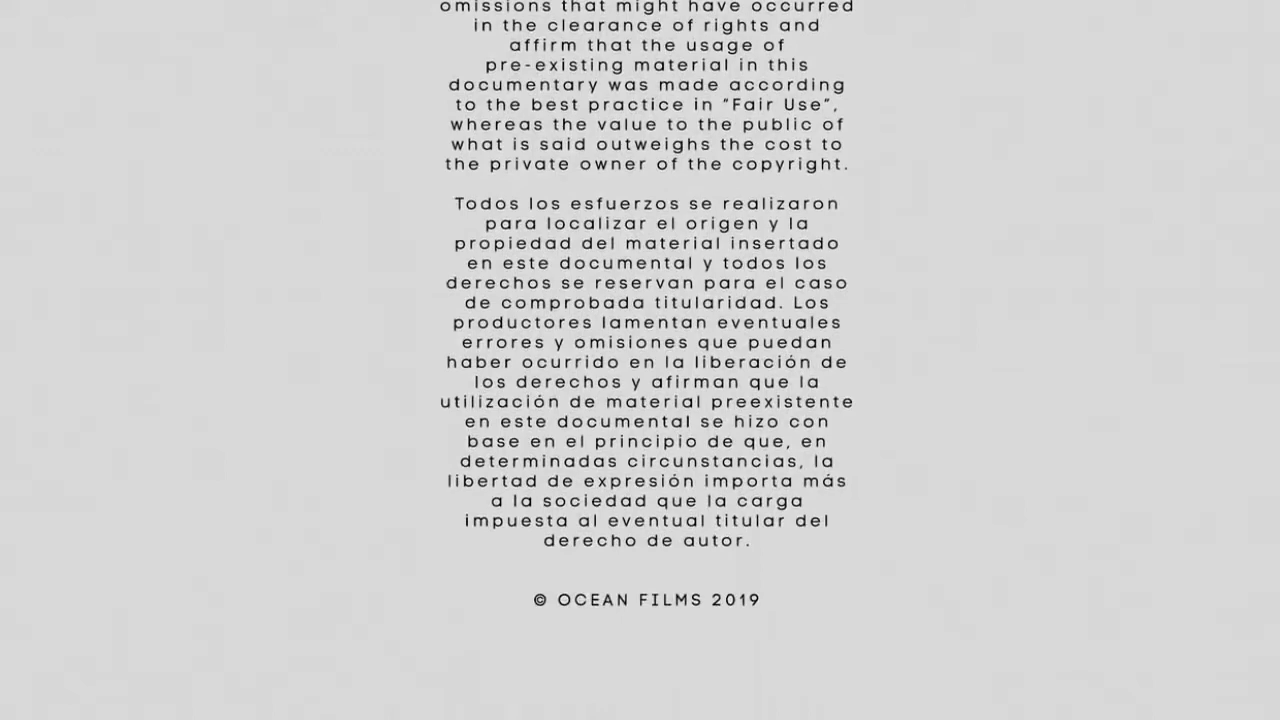 omissions that might have occurred
in the clearance of rights and
affirm that the usage of
pre-existing material in this
documentary was made according
to the best practice in “Fair Use”,
whereas the value to the public of
what is said outweighs the cost to
the private owner of the copyright.
Todos los esfuerzos se realizaron
para localizar el origen y la
propiedad del material insertado
en este documental y todos los
derechos se reservan para el caso
de comprobada titularidad. Los
productores lamentan eventuales
errores y omisiones que puedan
haber ocurrido en la liberación de
los derechos y afirman que la
utilización de material preexistente
en este documental se hizo con
base en el principio de que, en
determinadas circunstancias, la
libertad de expresión importa más
a la sociedad que la carga
impuesta al eventual titular del
derecho de autor.
© OCEAN FILMS 2019